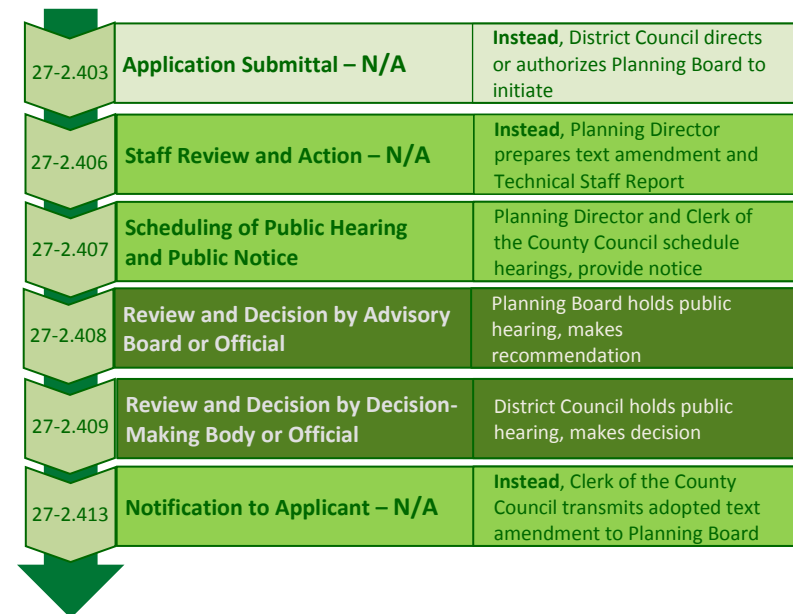 27-2.403
Application Submittal – N/A
Instead, District Council directs
or authorizes Planning Board to
initiate
27-2.406
Staff Review and Action – N/A
Instead, Planning Director
prepares text amendment and
Technical Staff Report
27-2.407
Scheduling of Public Hearing
and Public Notice
Planning Director and Clerk of
the County Council schedule
hearings, provide notice
27-2.408
Review and Decision by Advisory
Board or Official
Planning Board holds public
hearing, makes
recommendation
27-2.409
Review and Decision by Decision-
Making Body or Official
District Council holds public
hearing, makes decision
27-2.413
Notification to Applicant – N/A
Instead, Clerk of the County
Council transmits adopted text
amendment to Planning Board